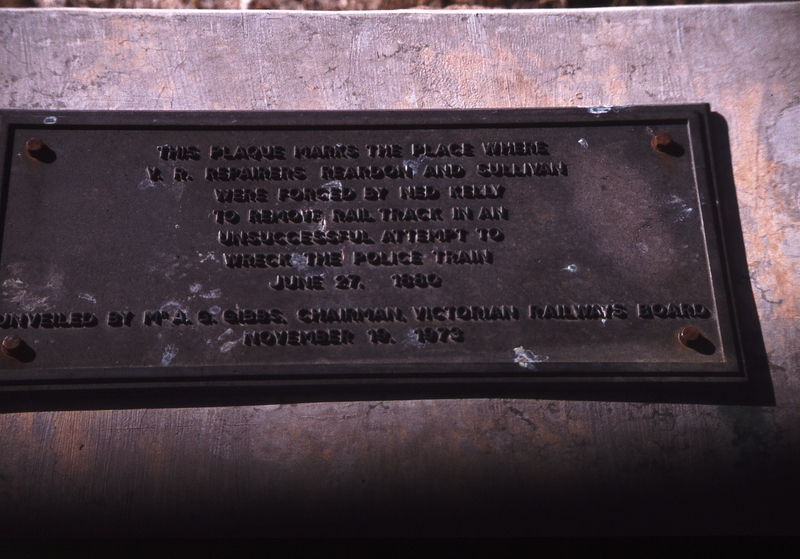 THIS PLAQUE MARKS THE PLACE WHERE
V. R. REPAIRERS REARDON AND SULLIVAN
WERE FORCED BY NED KELLY
TO REMOVE RAIL TRACK IN AN
UNSUCCESSFUL ATTEMPT TO
WRECK THE POLICE TRAIN
JUNE 27. 1880
UNVEILED BY Mr A. G. GIBBS, CHAIRMAN, VICTORIAN RAILWAYS BOARD
NOVEMBER 19. 1973